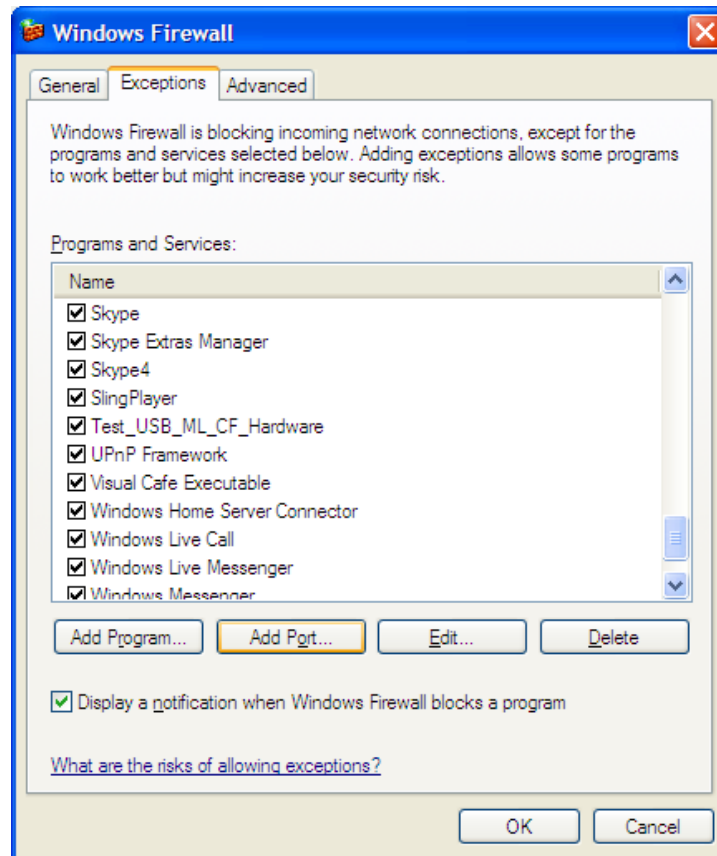 Windows Firewall
General Exceptions Advanced
Windows Firewall is blocking incoming network connections, except for the
programs and services selected below. Adding exceptions allows some programs
to work better but might increase your security risk.
Programs and Services:
Name
Skype
Skype Extras Manager
Skype4
SlingPlayer
Test_USB_ML_CF_Hardware
UPnP Framework
Visual Cafe Executable
Windows Home Server Connector
Windows Live Call
Windows Live Messenger
Windows Messenger
Add Program... Add Port... Edit... Delete
Display a notification when Windows Firewall blocks a program
What are the risks of allowing exceptions?
OK Cancel